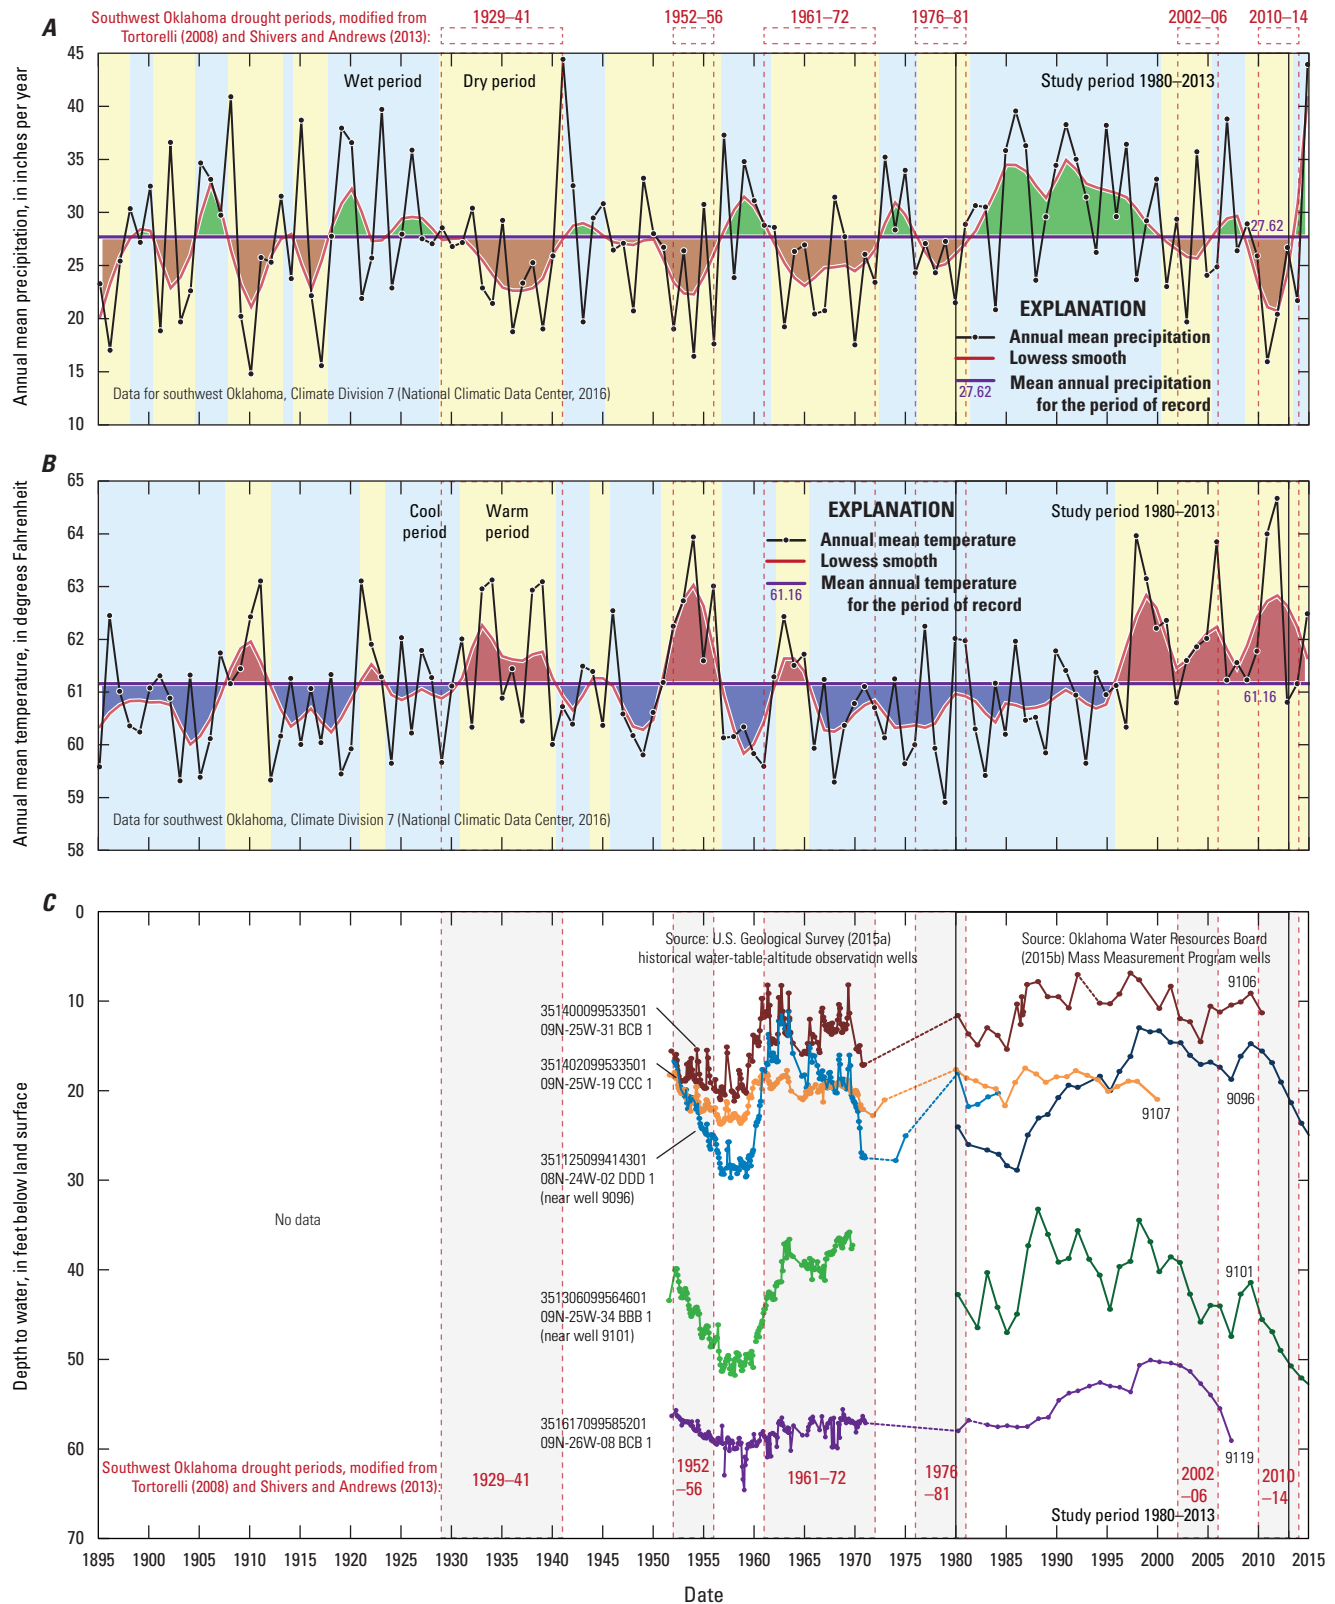 A
Southwest Oklahoma drought periods, modified from
Tortorelli (2008) and Shivers and Andrews (2013):
1929–41
1952–56
1961–72
1976–81
2002–06
2010–14
Annual mean precipitation, in inches per year
45
40
35
30
25
20
15
10
Wet period
Dry period
Study period 1980–2013
27.62
EXPLANATION
Annual mean precipitation
Lowess smooth
Mean annual precipitation
for the period of record
27.62
Data for southwest Oklahoma, Climate Division 7 (National Climatic Data Center, 2016)
B
Annual mean temperature, in degrees Fahrenheit
65
64
63
62
61
60
59
58
Cool
period
Warm
period
EXPLANATION
Annual mean temperature
Lowess smooth
Mean annual temperature
for the period of record
61.16
Study period 1980–2013
61.16
Data for southwest Oklahoma, Climate Division 7 (National Climatic Data Center, 2016)
C
Depth to water, in feet below land surface
0
10
20
30
40
50
60
70
Source: U.S. Geological Survey (2015a)
historical water-table-altitude observation wells
Source: Oklahoma Water Resources Board
(2015b) Mass Measurement Program wells
351400099533501
09N-25W-31 BCB 1
351402099533501
09N-25W-19 CCC 1
351125099414301
08N-24W-02 DDD 1
(near well 9096)
351306099564601
09N-25W-34 BBB 1
(near well 9101)
351617099585201
09N-26W-08 BCB 1
No data
9106
9096
9107
9101
9119
Southwest Oklahoma drought periods, modified from
Tortorelli (2008) and Shivers and Andrews (2013):
1929–41
1952
–56
1961–72
1976
–81
2002
–06
2010
–14
Study period 1980–2013
1895 1900 1905 1910 1915 1920 1925 1930 1935 1940 1945 1950 1955 1960 1965 1970 1975 1980 1985 1990 1995 2000 2005 2010 2015
Date